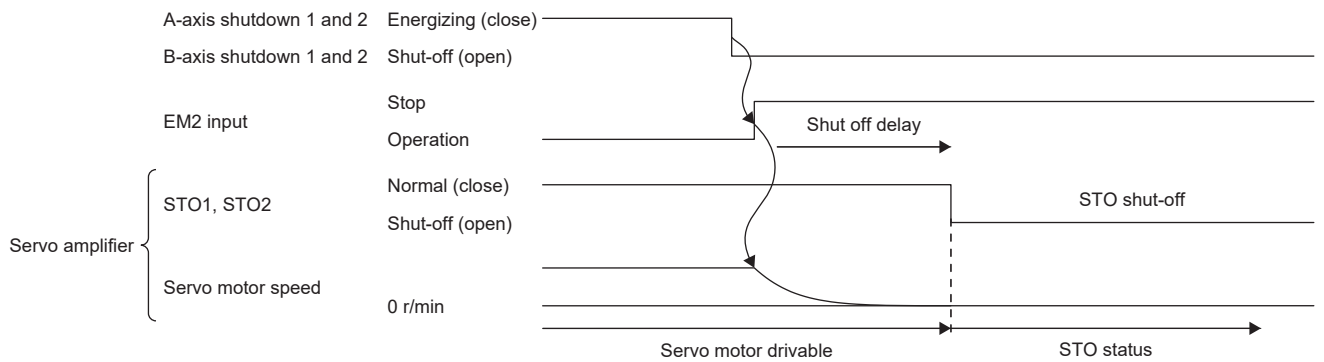 A-axis shutdown 1 and 2 Energizing (close)
B-axis shutdown 1 and 2 Shut-off (open)
EM2 input
Stop
Operation
Shut off delay
Servo amplifier
STO1, STO2
Normal (close)
Shut-off (open)
STO shut-off
Servo motor speed
0 r/min
Servo motor drivable
STO status